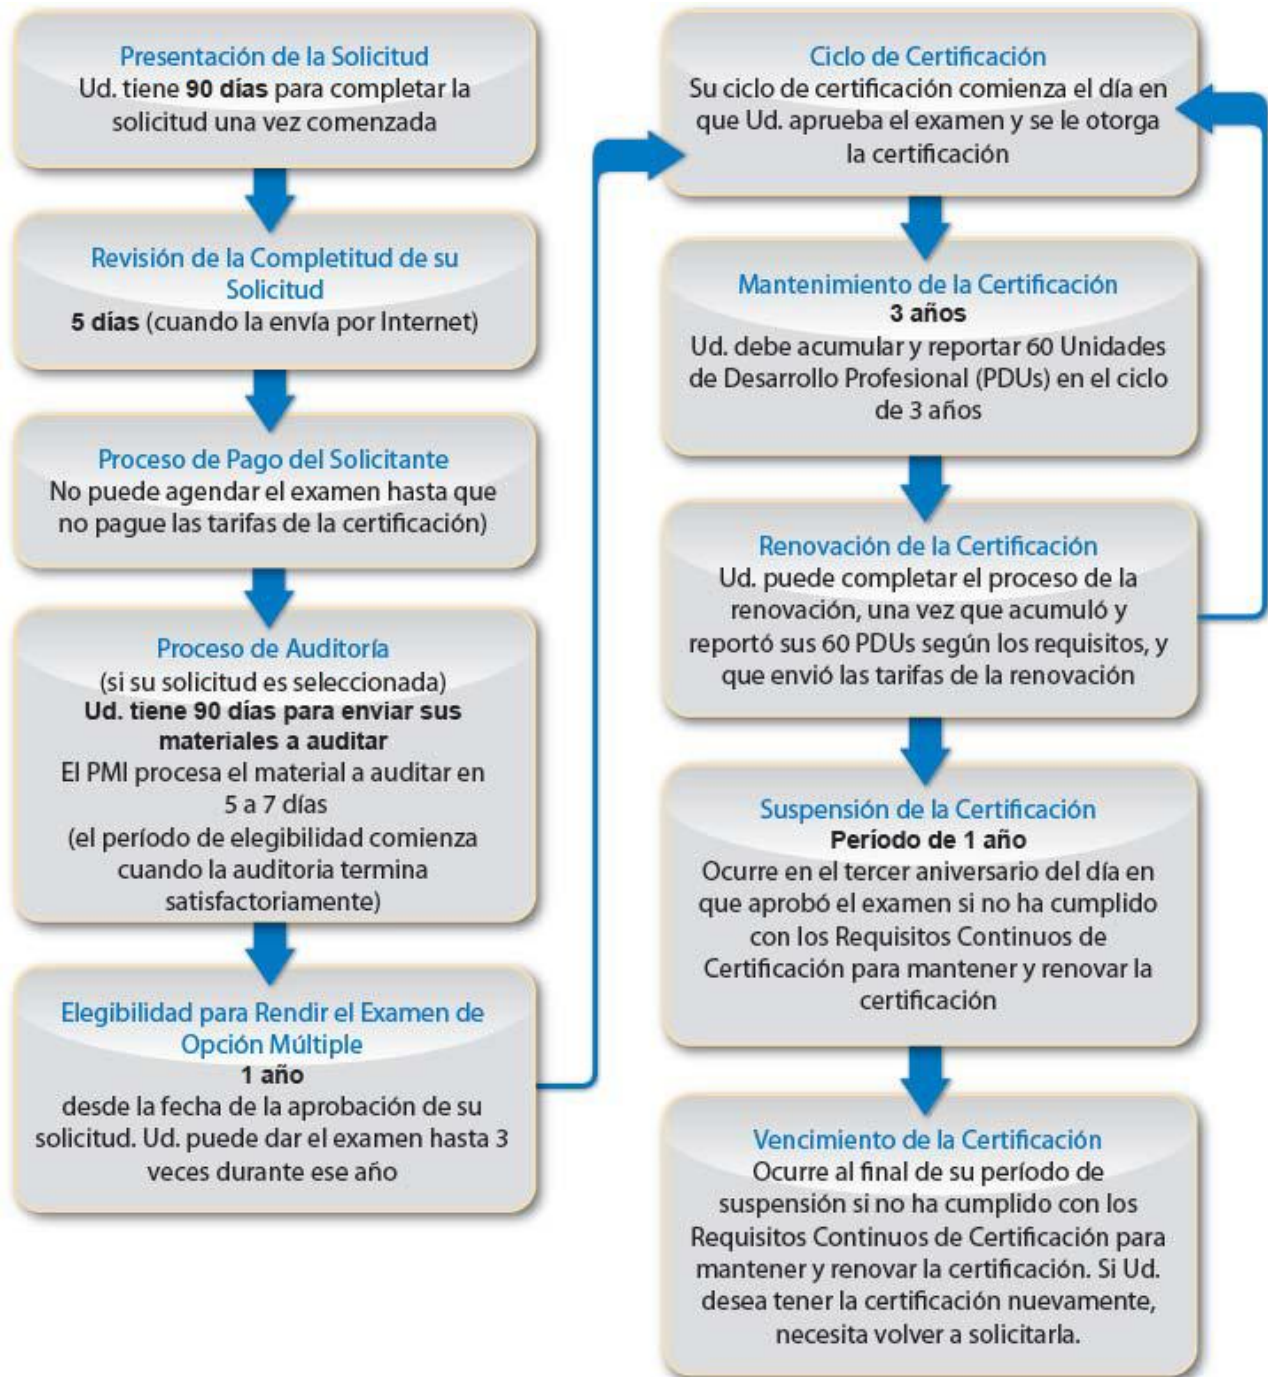 Presentación de la Solicitud
Ud. tiene 90 días para completar la
solicitud una vez comenzada
Revisión de la Completitud de su
Solicitud
5 días (cuando la envía por Internet)
Proceso de Pago del Solicitante
No puede agendar el examen hasta que
no pague las tarifas de la certificación)
Proceso de Auditoría
(si su solicitud es seleccionada)
Ud. tiene 90 días para enviar sus
materiales a auditar
El PMI procesa el material a auditar en
5 a 7 días
(el período de elegibilidad comienza
cuando la auditoria termina
satisfactoriamente)
Elegibilidad para Rendir el Examen de
Opción Múltiple
1 año
desde la fecha de la aprobación de su
solicitud. Ud. puede dar el examen hasta 3
veces durante ese año
Ciclo de Certificación
Su ciclo de certificación comienza el día en
que Ud. aprueba el examen y se le otorga
la certificación
Mantenimiento de la Certificación
3 años
Ud. debe acumular y reportar 60 Unidades
de Desarrollo Profesional (PDUs) en el ciclo
de 3 años
Renovación de la Certificación
Ud. puede completar el proceso de la
renovación, una vez que acumuló y
reportó sus 60 PDUs según los requisitos, y
que envió las tarifas de la renovación
Suspensión de la Certificación
Período de 1 año
Ocurre en el tercer aniversario del día en
que aprobó el examen si no ha cumplido
con los Requisitos Continuos de
Certificación para mantener y renovar la
certificación
Vencimiento de la Certificación
Ocurre al final de su período de
suspensión si no ha cumplido con los
Requisitos Continuos de Certificación para
mantener y renovar la certificación. Si Ud.
desea tener la certificación nuevamente,
necesita volver a solicitarla.